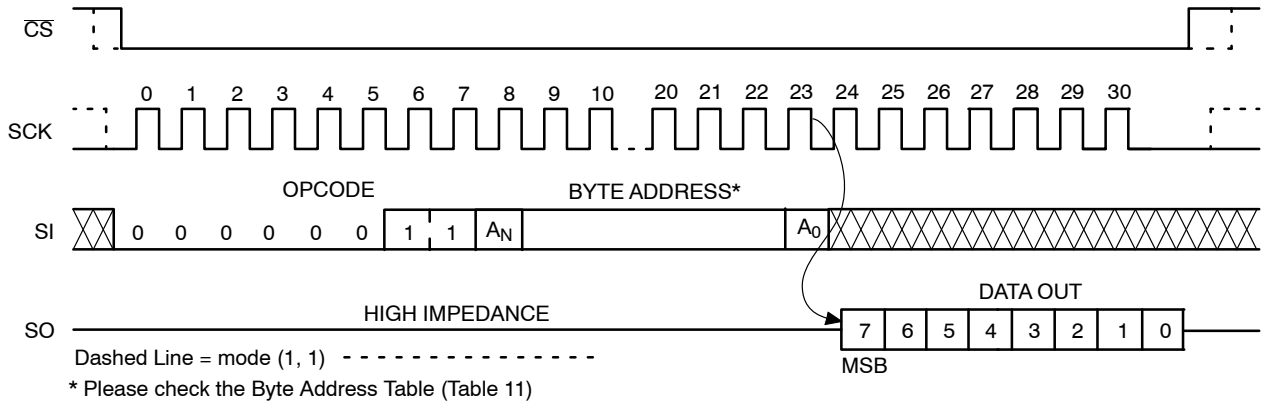 CS
0 1 2 3 4 5 6 7 8 9 10 20 21 22 23 24 25 26 27 28 29 30
SCK
OPCODE BYTE ADDRESS*
SI 0 0 0 0 0 0 1 1 AN A0
DATA OUT
HIGH IMPEDANCE
SO 7 6 5 4 3 2 1 0
Dashed Line = mode (1, 1)
MSB
* Please check the Byte Address Table (Table 11)